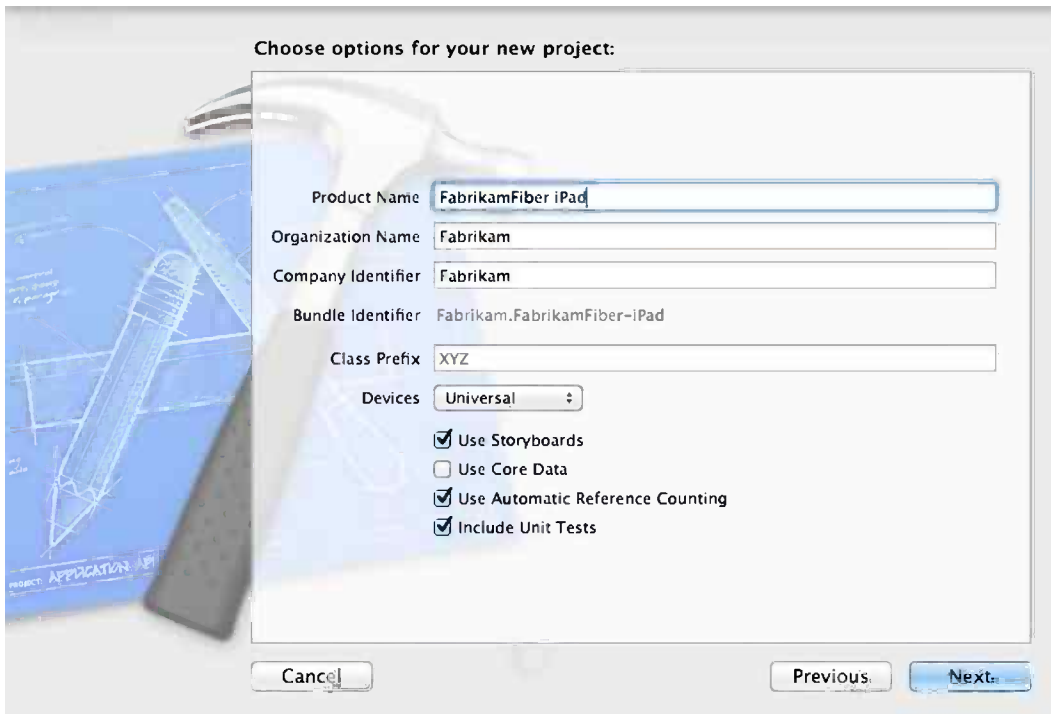 Choose options for your new project:
Product Name FabrikamFiber iPad
Organization Name Fabrikam
Company Identifier Fabrikam
Bundle Identifier Fabrikam.FabrikamFiber-iPad
Class Prefix XYZ
Devices Universal
Use Storyboards
Use Core Data
Use Automatic Reference Counting
Include Unit Tests
PROJECT: APPLICATION
Cancel Previous Next